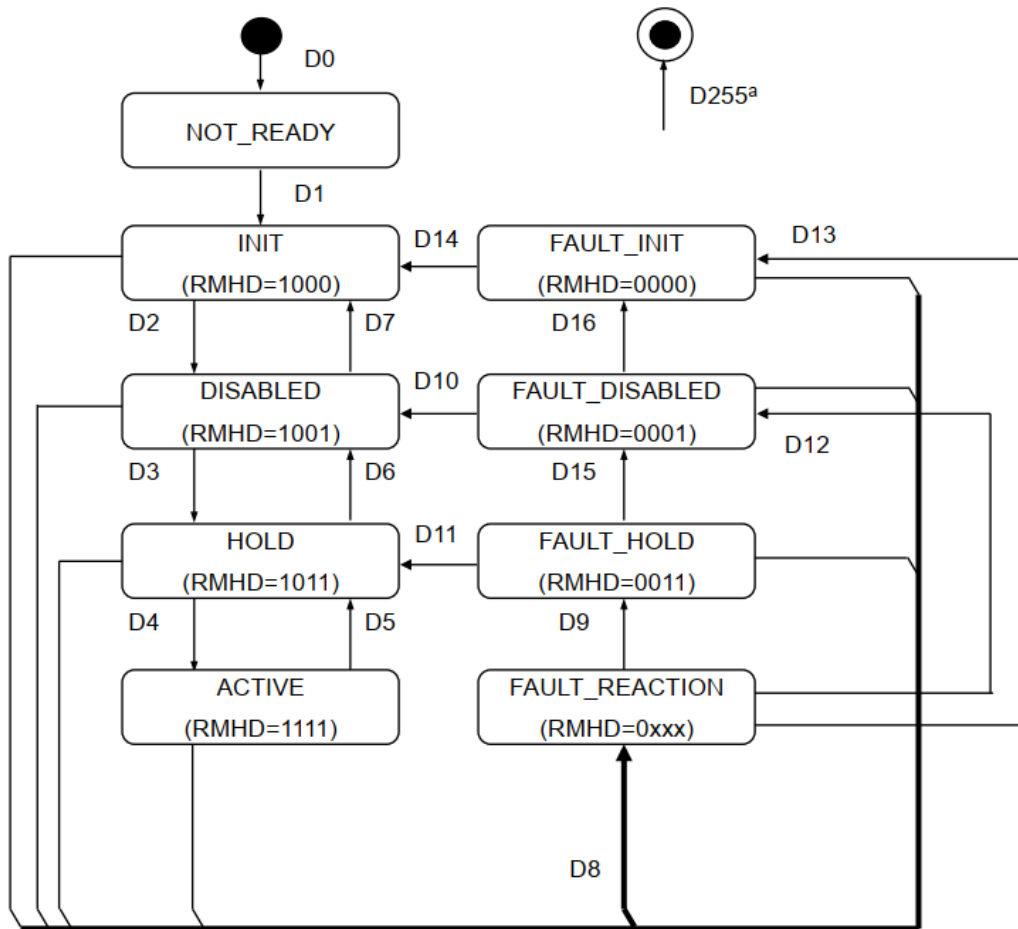 D0
D255ª
NOT_READY
D1
INIT
(RMHD=1000)
D14
FAULT_INIT
(RMHD=0000)
D13
D2
D7
D16
DISABLED
(RMHD=1001)
D10
FAULT_DISABLED
(RMHD=0001)
D12
D3
D6
D15
HOLD
(RMHD=1011)
D11
FAULT_HOLD
(RMHD=0011)
D4
D5
D9
ACTIVE
(RMHD=1111)
FAULT_REACTION
(RMHD=0xxx)
D8